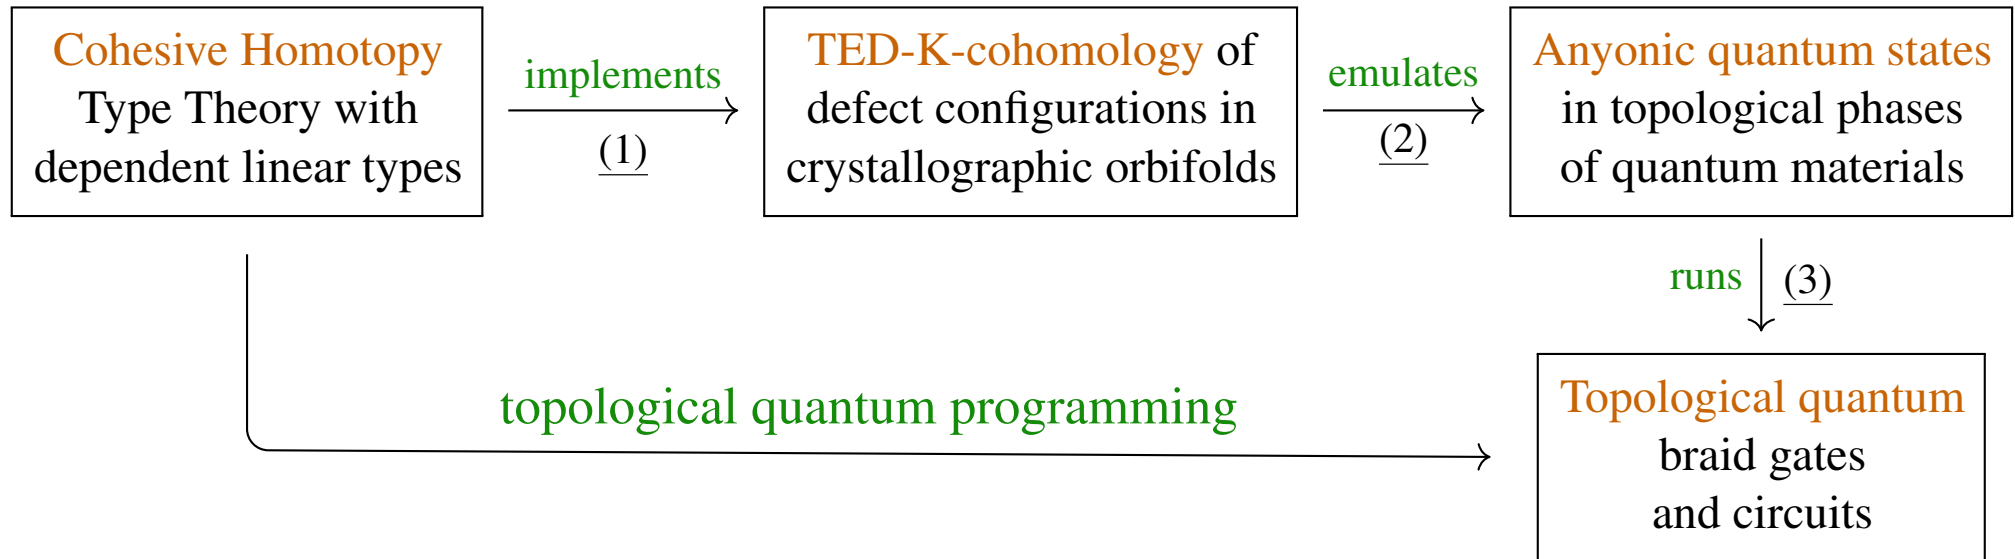 Cohesive Homotopy
Type Theory with
dependent linear types
implements
(1)
TED-K-cohomology of
defect configurations in
crystallographic orbifolds
emulates
(2)
Anyonic quantum states
in topological phases
of quantum materials
runs
(3)
topological quantum programming
Topological quantum
braid gates
and circuits